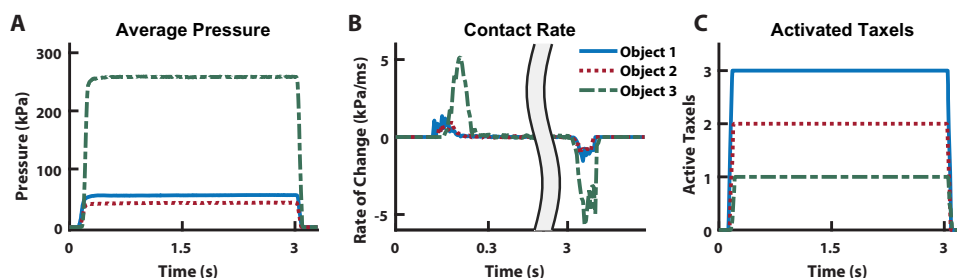 A
Average Pressure
Pressure (kPa)
300
200
100
0
0
1.5
3
Time (s)
B
Contact Rate
Rate of Change (kPa/ms)
5
0
-5
0
0.3
3
Time (s)
Object 1
Object 2
Object 3
C
Activated Taxels
Active Taxels
3
2
1
0
0
1.5
3
Time (s)